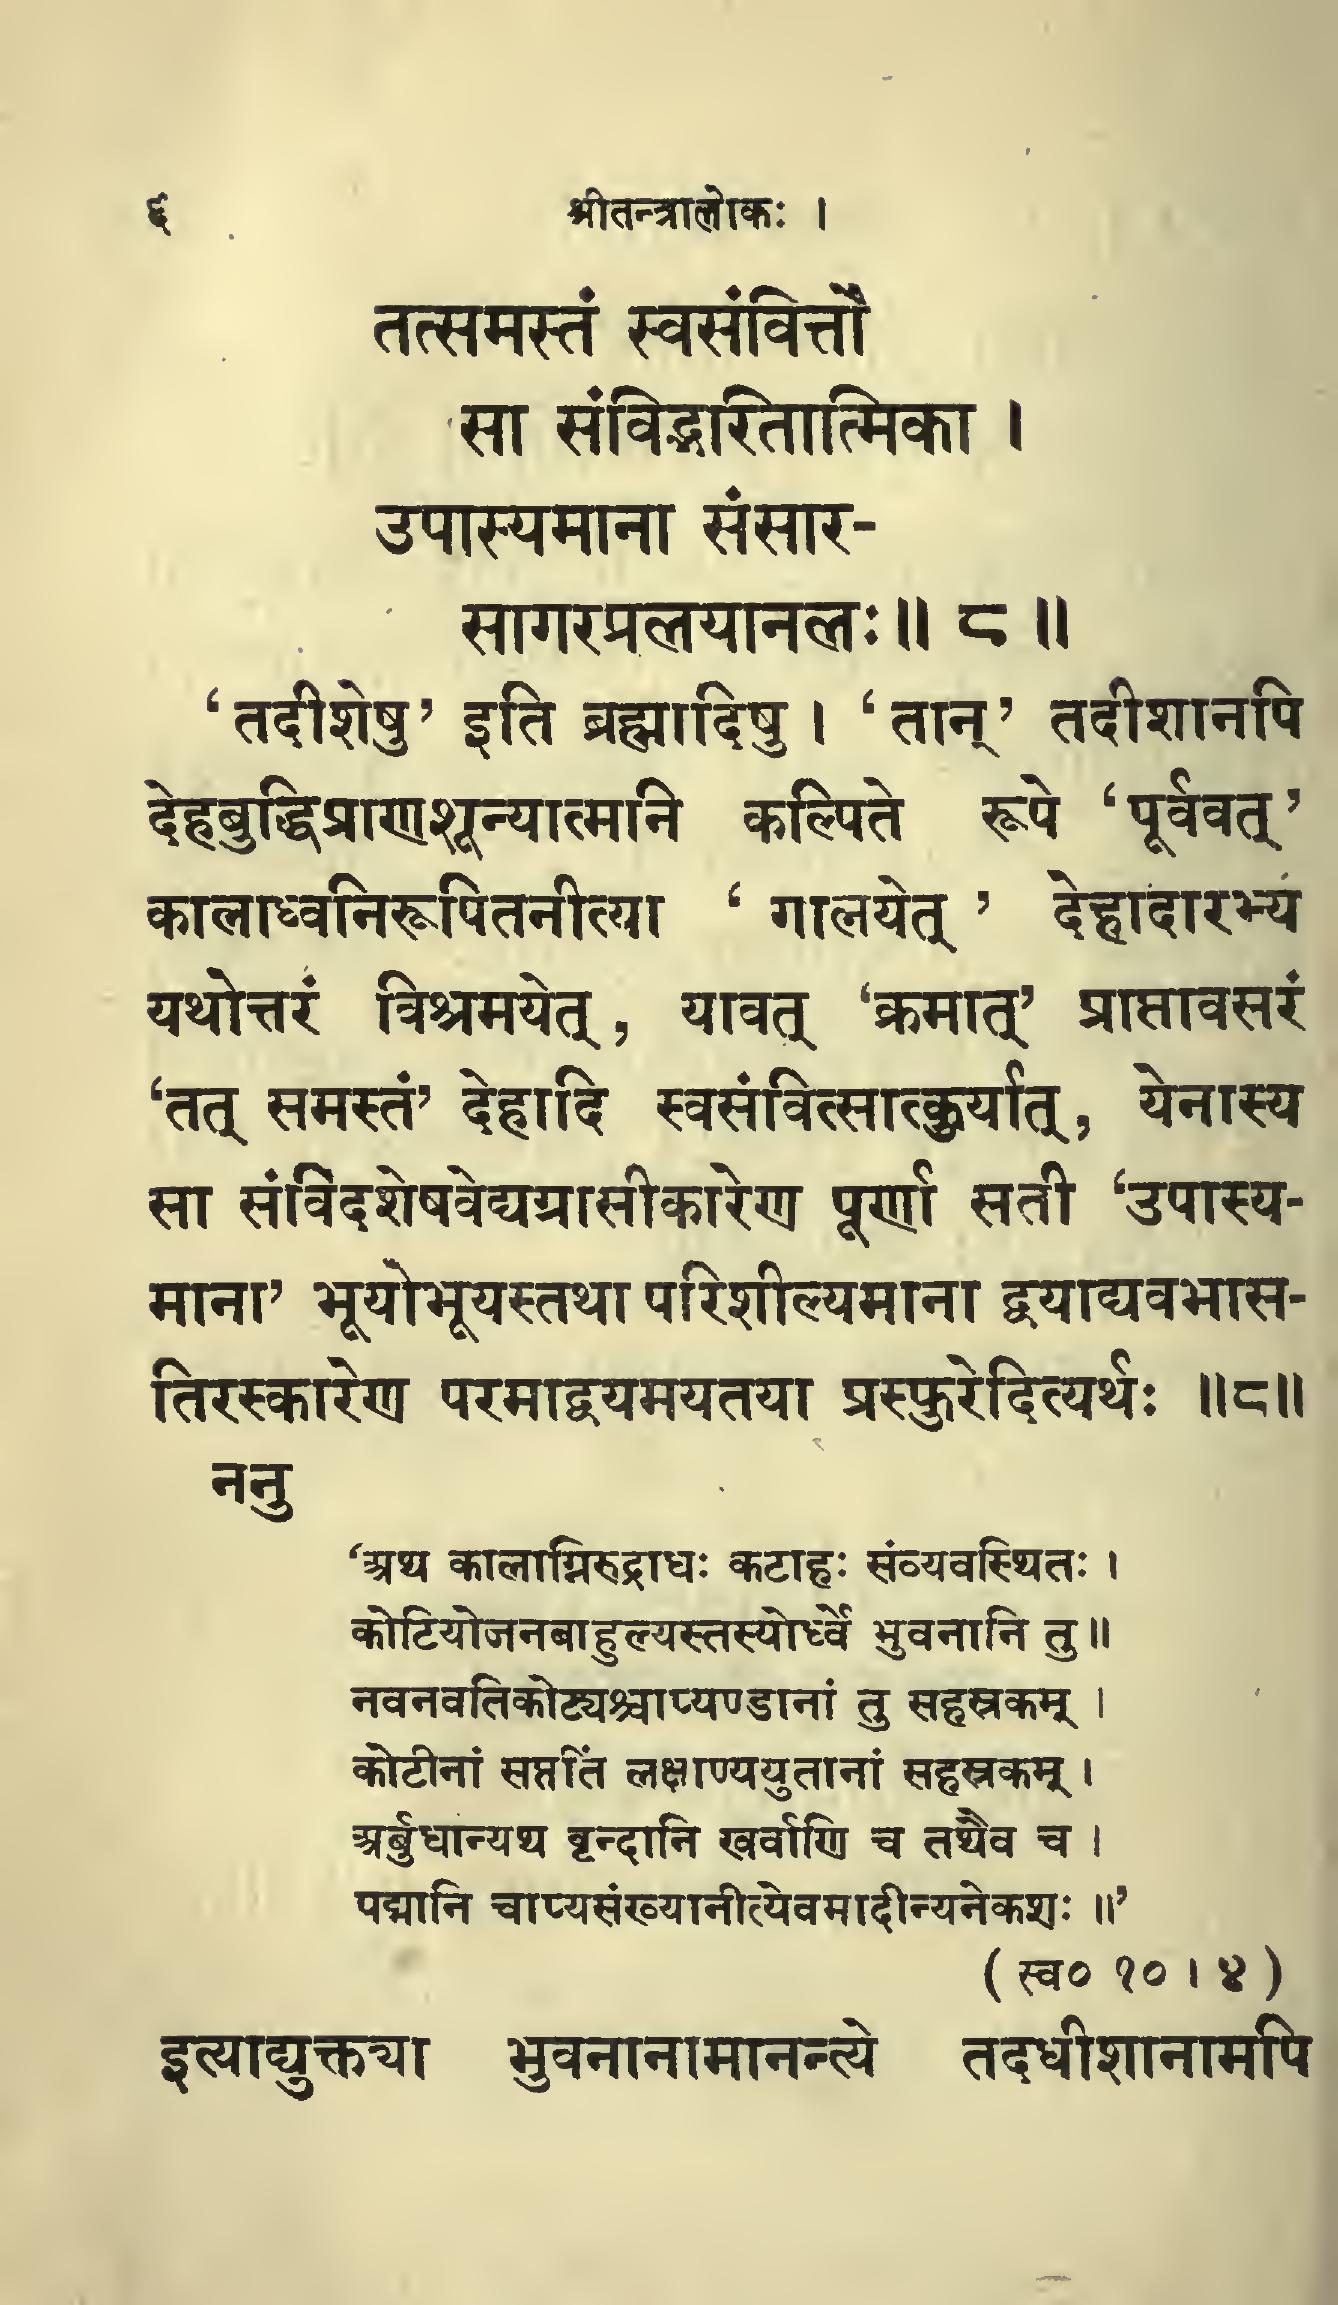 ६ श्रीतन्त्रालोकः ।
तत्समस्तं स्वसंवित्तौ
सा संविद्भरितात्मिका ।
उपास्यमाना संसार-
सागरप्रलयानलः॥ ८ ॥
‘तदीशेषु’ इति ब्रह्मादिषु । ‘तान्’ तदीशानपि
देहबुद्धिप्राणशून्यात्मनि कल्पिते रूपे ‘पूर्ववत्’
कालाध्वनिरूपितनीत्या ‘ गालयेत् ’ देहादारभ्य
यथोत्तरं विश्रमयेत्, यावत् ‘क्रमात्’ प्राप्तावसरं
‘तत् समस्तं’ देहादि स्वसंवित्सात्कुर्यात्, येनास्य
सा संविदशेषवेद्यग्रासीकारेण पूर्णा सती ‘उपास्य-
माना’ भूयोभूयस्तथा परिशील्यमाना द्वयाद्यवभास-
तिरस्कारेण परमाद्वयमयतया प्रस्फुरेदित्यर्थः ॥८॥
ननु
‘अथ कालाग्निरुद्राधः कटाहः संव्यवस्थितः ।
कोटियोजनबाहुल्यस्तस्योर्ध्वे भुवनानि तु॥
नवनवतिकोट्यश्चाप्यण्डानां तु सहस्रकम् ।
कोटीनां सप्ततिं लक्षाण्ययुतानां सहस्रकम् ।
अर्बुधान्यथ वृन्दानि खर्वाणि च तथैव च ।
पद्मानि चाप्यसंख्यानीत्येवमादीन्यनेकशः ॥’
( स्व० १० । ४ )
इत्याद्युक्त्या भुवनानामानन्त्ये तदधीशानामपि